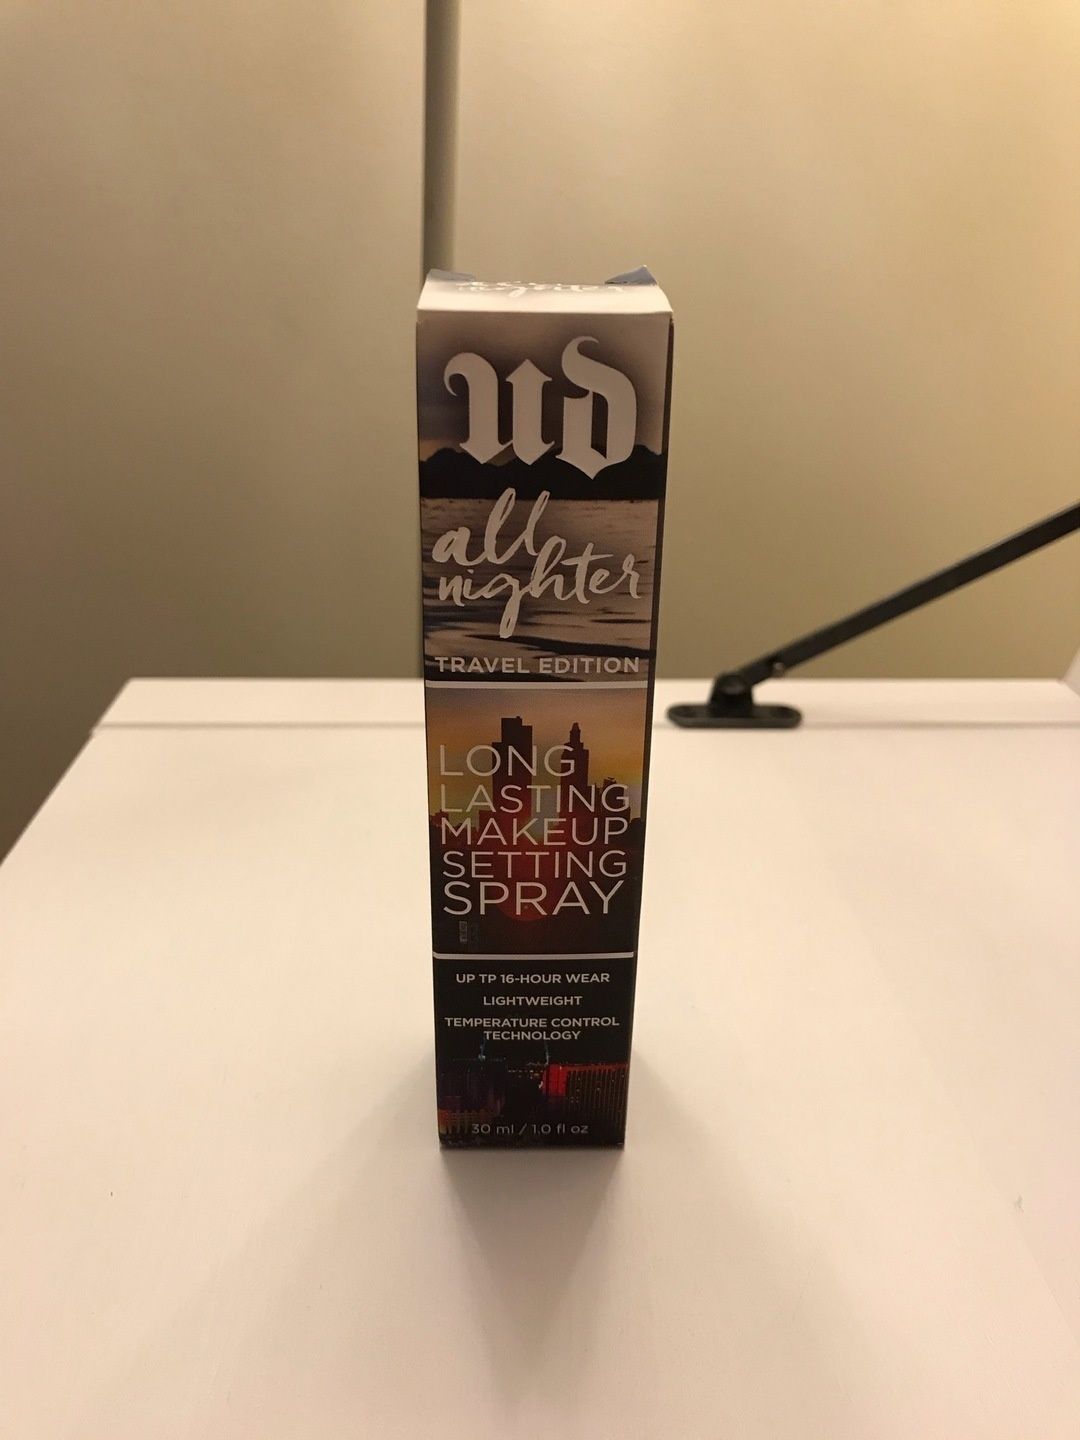 ud
all
nighter
TRAVEL EDITION
LONG
LASTING
MAKEUP
SETTING
SPRAY
UP TP 16-HOUR WEAR
LIGHTWEIGHT
TEMPERATURE CONTROL
TECHNOLOGY
30 ml / 1.0 fl oz